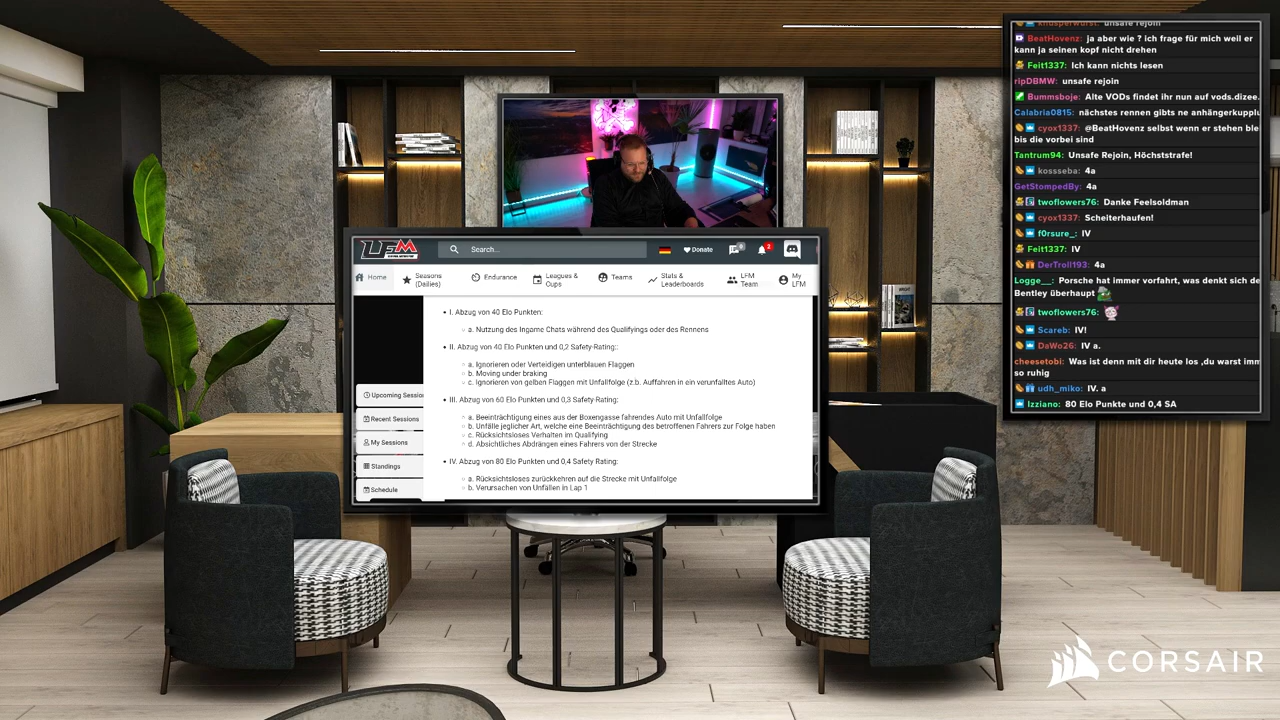 LFM
Search...
Donate
0
2
Home
Seasons
(Dailies)
Endurance
Leagues &
Cups
Teams
Stats &
Leaderboards
LFM
Team
My
LFM
I. Abzug von 40 Elo Punkten:
a. Nutzung des Ingame Chats während des Qualifyings oder des Rennens
II. Abzug von 40 Elo Punkten und 0,2 Safety-Rating::
a. Ignorieren oder Verteidigen unterblauen Flaggen
b. Moving under braking
c. Ignorieren von gelben Flaggen mit Unfallfolge (z.b. Auffahren in ein verunfalltes Auto)
III. Abzug von 60 Elo Punkten und 0,3 Safety-Rating:
a. Beeinträchtigung eines aus der Boxengasse fahrendes Auto mit Unfallfolge
b. Unfälle jeglicher Art, welche eine Beeinträchtigung des betroffenen Fahrers zur Folge haben
c. Rücksichtsloses Verhalten im Qualifying
d. Absichtliches Abdrängen eines Fahrers von der Strecke
IV. Abzug von 80 Elo Punkten und 0,4 Safety Rating:
a. Rücksichtsloses zurückkehren auf die Strecke mit Unfallfolge
b. Verursachen von Unfällen in Lap 1
Upcoming Session
Recent Sessions
My Sessions
Standings
Schedule
knusperwurst: unsafe rejoin
BeatHovenz: ja aber wie ? ich frage für mich weil er
kann ja seinen kopf nicht drehen
Feit1337: Ich kann nichts lesen
ripDBMW: unsafe rejoin
Bummsboje: Alte VODs findet ihr nun auf vods.dizee.
Calabria0815: nächstes rennen gibts ne anhängerkupplu
cyox1337: @BeatHovenz selbst wenn er stehen ble
bis die vorbei sind
Tantrum94: Unsafe Rejoin, Höchststrafe!
kossseba: 4a
GetStompedBy: 4a
twoflowers76: Danke Feelsoldman
cyox1337: Scheiterhaufen!
f0rsure_: IV
Feit1337: IV
DerTroll193: 4a
Logge__: Porsche hat immer vorfahrt, was denkt sich de
Bentley überhaupt
twoflowers76:
Scareb: IV!
DaWo26: IV a.
cheesetobi: Was ist denn mit dir heute los ,du warst imm
so ruhig
udh_miko: IV. a
Izziano: 80 Elo Punkte und 0,4 SA
CORSAIR